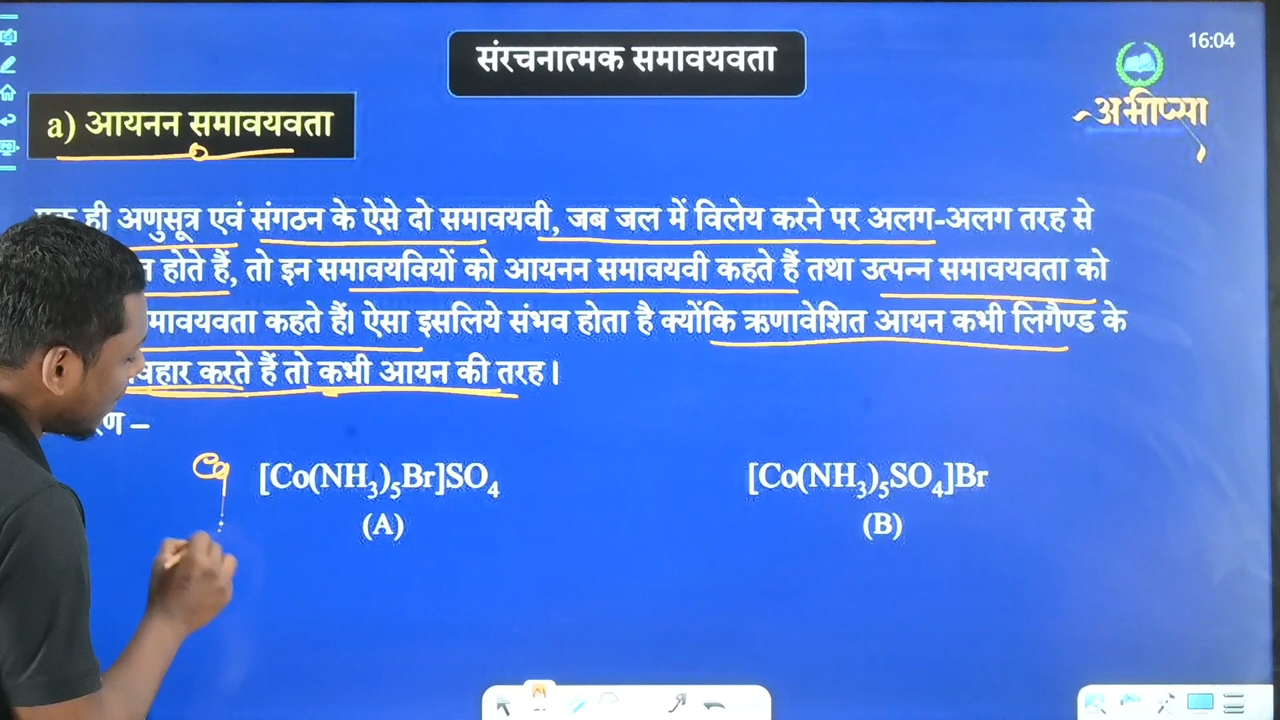 संरचनात्मक समावयवता
16:04
अभीप्सा
a) आयनन समावयवता
ही अणुसूत्र एवं संगठन के ऐसे दो समावयवी, जब जल में विलेय करने पर अलग-अलग तरह से
होते हैं, तो इन समावयवियों को आयनन समावयवी कहते हैं तथा उत्पन्न समावयवता को
मावयवता कहते हैं। ऐसा इसलिये संभव होता है क्योंकि ऋणावेशित आयन कभी लिगैण्ड के
वहार करते हैं तो कभी आयन की तरह।
रण –
eg
[Co(NH₃)₅Br]SO₄ [Co(NH₃)₅SO₄]Br
(A) (B)